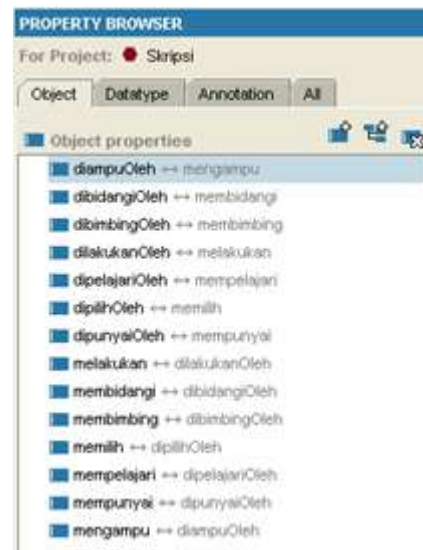 PROPERTY BROWSER
For Project: Skripsi
Object Datatype Annotation All
Object properties
diampuOleh ↔ mengampu
dibidangiOleh ↔ membidangi
dibimbingOleh ↔ membimbing
dilakukanOleh ↔ melakukan
dipelajariOleh ↔ mempelajari
dipilihOleh ↔ memilih
dipunyaiOleh ↔ mempunyai
melakukan ↔ dilakukanOleh
membidangi ↔ dibidangiOleh
membimbing ↔ dibimbingOleh
memilih ↔ dipilihOleh
mempelajari ↔ dipelajariOleh
mempunyai ↔ dipunyaiOleh
mengampu ↔ diampuOleh